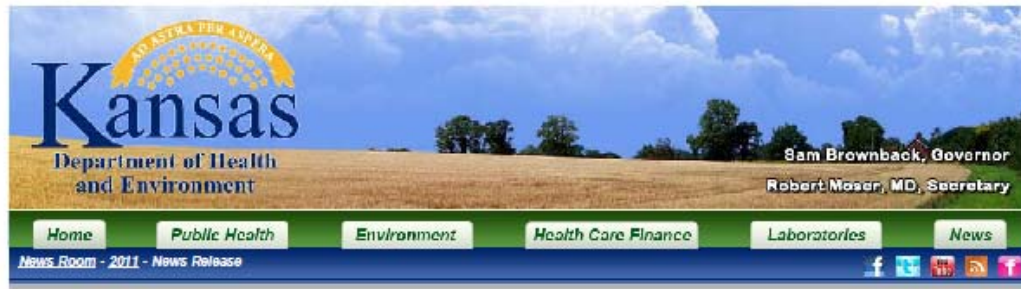 AD ASTRA PER ASPERA
Kansas
Department of Health
and Environment
Sam Brownback, Governor
Robert Moser, MD, Secretary
Home Public Health Environment Health Care Finance Laboratories News
News Room - 2011 - News Release